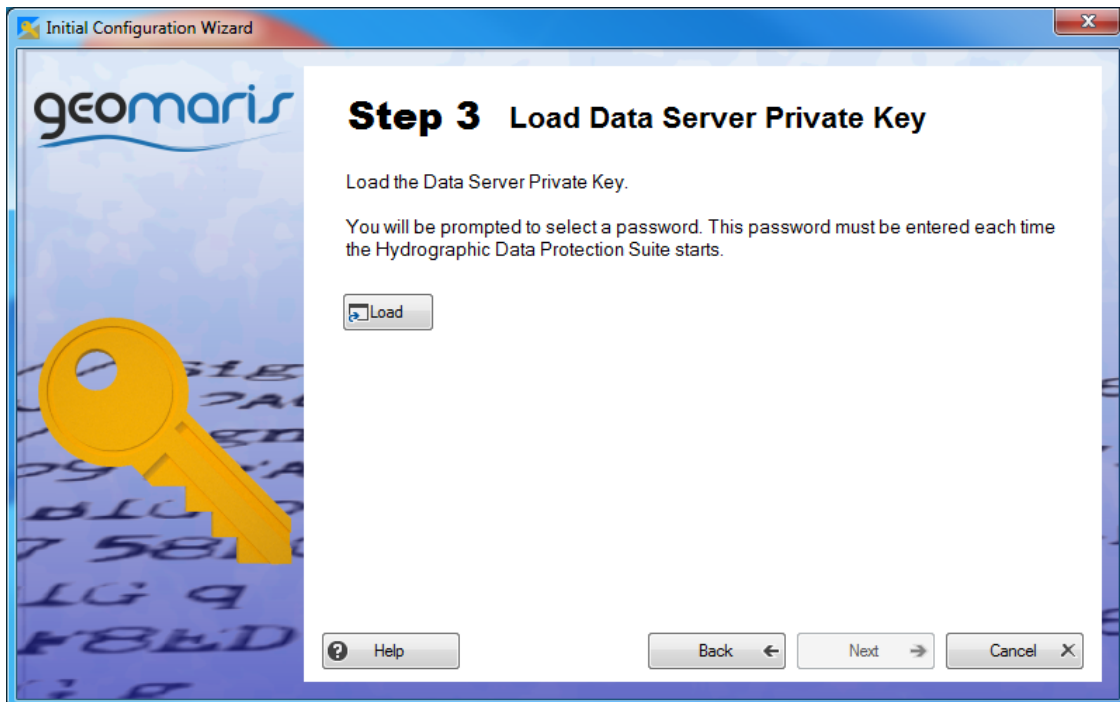 Initial Configuration Wizard
geomaris
Step 3 Load Data Server Private Key
Load the Data Server Private Key.
You will be prompted to select a password. This password must be entered each time
the Hydrographic Data Protection Suite starts.
Load
Help
Back
Next
Cancel